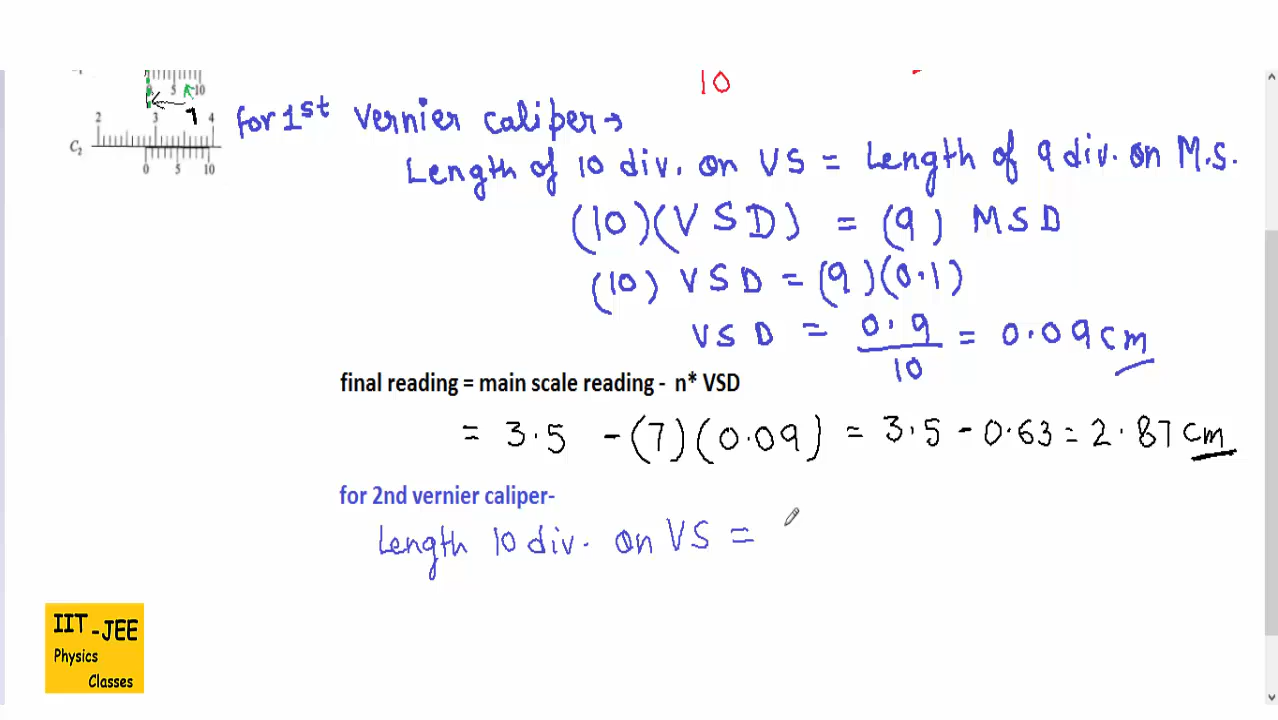 5 10
10
7
2 3 4
C2
0 5 10
for 1st Vernier caliper→
Length of 10 div. on VS = Length of 9 div. on M.S.
(10)(VSD) = (9) MSD
(10) VSD = (9)(0.1)
VSD = 0.9/10 = 0.09 cm
final reading = main scale reading - n* VSD
= 3.5 - (7)(0.09) = 3.5 - 0.63 = 2.87 cm
for 2nd vernier caliper-
Length 10 div. on VS =
IIT-JEE
Physics
Classes